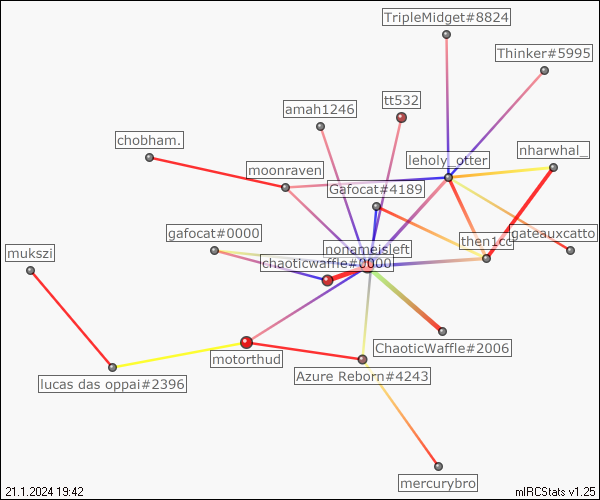 TripleMidget#8824
Thinker#5995
amah1246
tt532
chobham.
moonraven
leholy_otter
nharwhal_
Gafocat#4189
gafocat#0000
nonameisleft
then1cc
gateauxcatto
mukszi
chaoticwaffle#0000
motorthud
ChaoticWaffle#2006
lucas das oppai#2396
Azure Reborn#4243
mercurybro
21.1.2024 19:42
mIRCStats v1.25